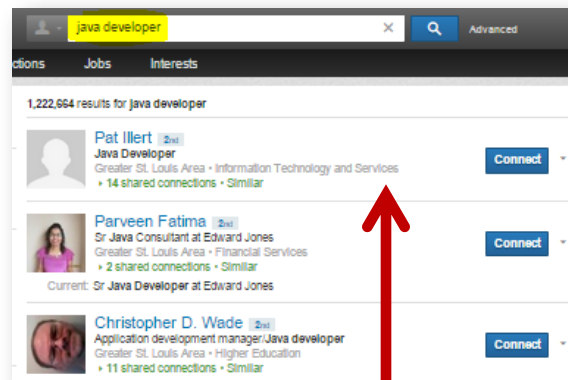 java developer × Advanced
ctions Jobs Interests
1,222,664 results for java developer
Pat Illert 2nd
Java Developer
Greater St. Louis Area • Information Technology and Services
▸ 14 shared connections • Similar
Connect
Parveen Fatima 2nd
Sr Java Consultant at Edward Jones
Greater St. Louis Area • Financial Services
▸ 2 shared connections • Similar
Current: Sr Java Developer at Edward Jones
Connect
Christopher D. Wade 2nd
Application development manager/Java developer
Greater St. Louis Area • Higher Education
▸ 11 shared connections • Similar
Connect